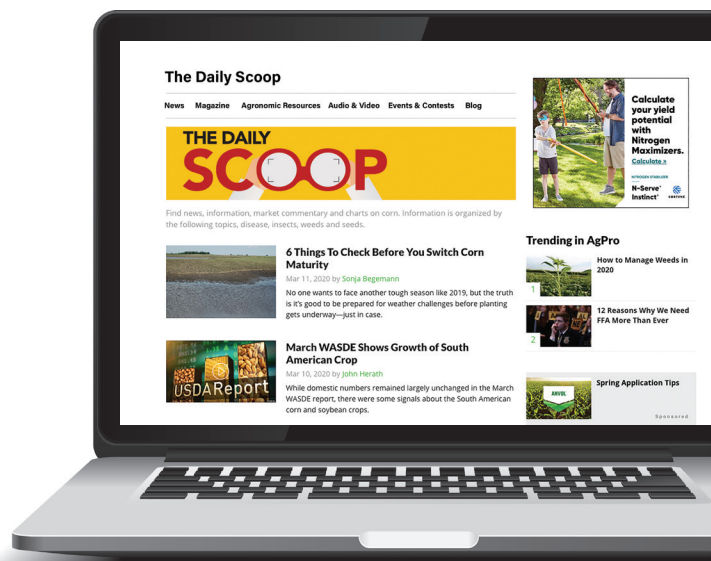 The Daily Scoop
News Magazine Agronomic Resources Audio & Video Events & Contests Blog
THE DAILY
SCOOP
Find news, information, market commentary and charts on corn. Information is organized by
the following topics, disease, insects, weeds and seeds.
6 Things To Check Before You Switch Corn
Maturity
Mar 11, 2020 by Sonja Begemann
No one wants to face another tough season like 2019, but the truth
is it's good to be prepared for weather challenges before planting
gets underway—just in case.
USDA Report
March WASDE Shows Growth of South
American Crop
Mar 10, 2020 by John Herath
While domestic numbers remained largely unchanged in the March
WASDE report, there were some signals about the South American
corn and soybean crops.
Calculate
your yield
potential
with
Nitrogen
Maximizers.
Calculate »
NITROGEN STABILIZER
N-Serve®
Instinct®
CORTEVA
Trending in AgPro
1
How to Manage Weeds in
2020
2
12 Reasons Why We Need
FFA More Than Ever
ANVOL
Spring Application Tips
Sponsored